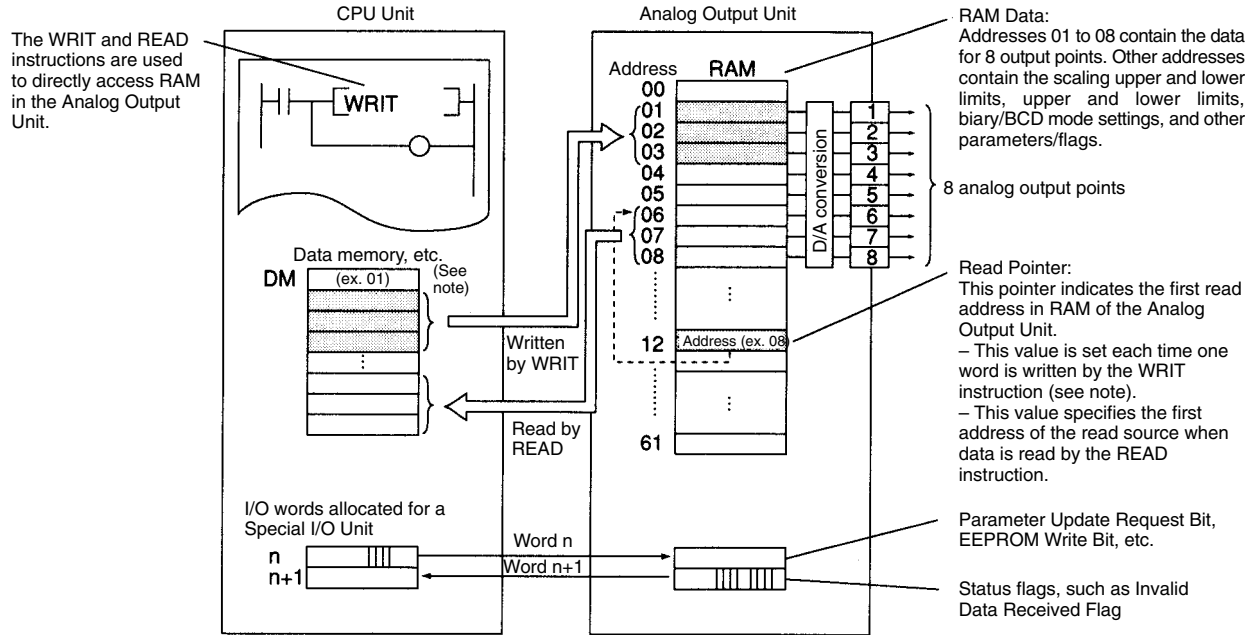 CPU Unit
Analog Output Unit
The WRIT and READ
instructions are used
to directly access RAM
in the Analog Output
Unit.
WRIT
Data memory, etc.
DM
(ex. 01)
(See
note)
Written
by WRIT
Read by
READ
I/O words allocated for a
Special I/O Unit
n
n+1
Word n
Word n+1
Address
RAM
00
01
02
03
04
05
06
07
08
12
Address (ex. 08)
61
D/A conversion
1
2
3
4
5
6
7
8
8 analog output points
RAM Data:
Addresses 01 to 08 contain the data
for 8 output points. Other addresses
contain the scaling upper and lower
limits, upper and lower limits,
biary/BCD mode settings, and other
parameters/flags.
Read Pointer:
This pointer indicates the first read
address in RAM of the Analog
Output Unit.
– This value is set each time one
word is written by the WRIT
instruction (see note).
– This value specifies the first
address of the read source when
data is read by the READ
instruction.
Parameter Update Request Bit,
EEPROM Write Bit, etc.
Status flags, such as Invalid
Data Received Flag